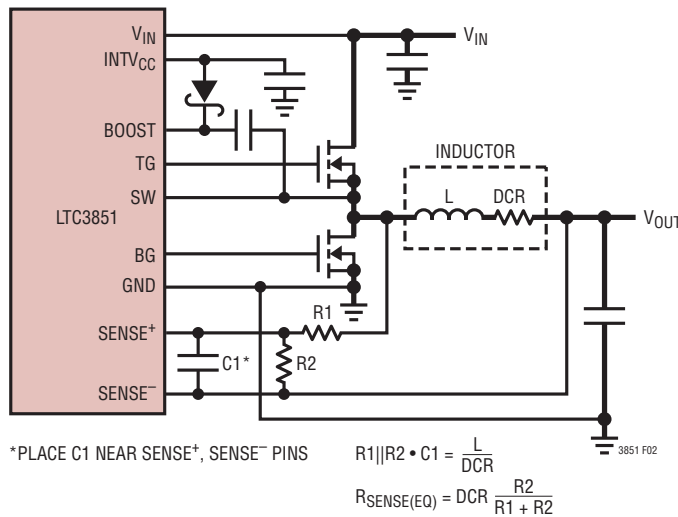 VIN
INTVCC
BOOST
TG
SW
LTC3851
BG
GND
SENSE+
SENSE–
VIN
INDUCTOR
L
DCR
VOUT
R1
C1*
R2
*PLACE C1 NEAR SENSE+, SENSE– PINS
R1||R2 • C1 = L/DCR
RSENSE(EQ) = DCR R2/(R1 + R2)
3851 F02